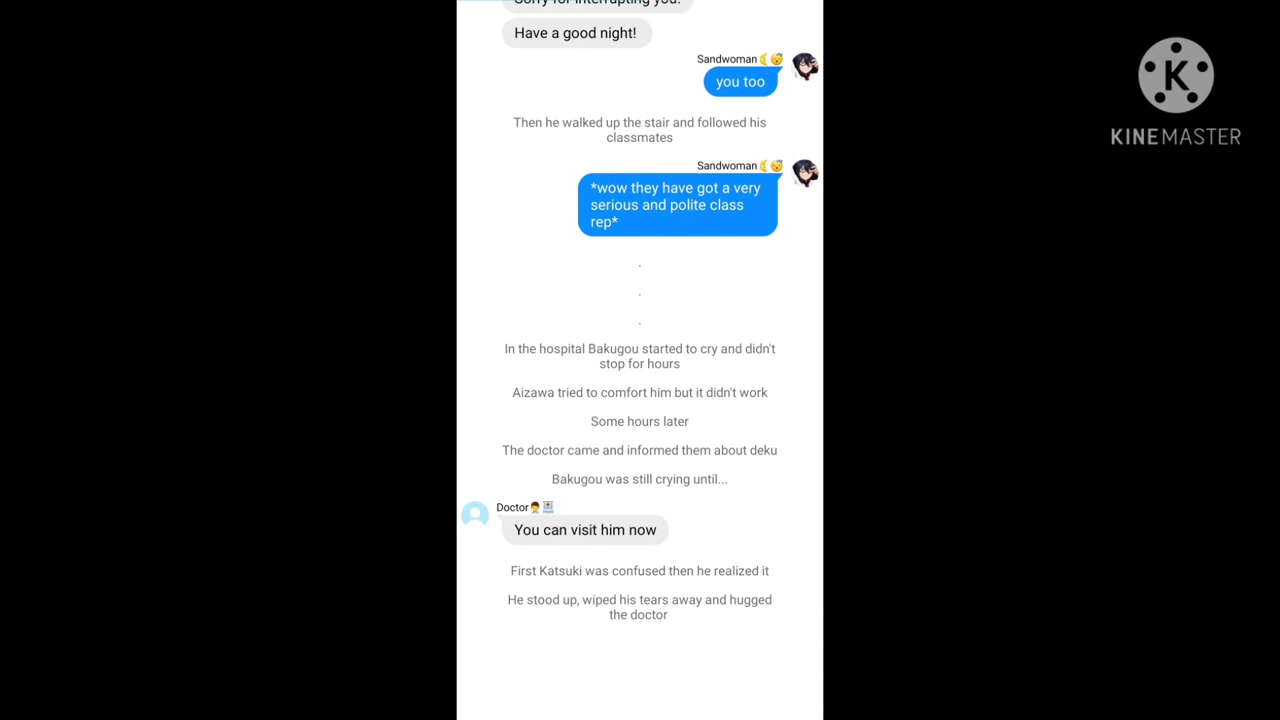 Sorry for interrupting you!
Have a good night!
Sandwoman🌜😴
you too
Then he walked up the stair and followed his
classmates
Sandwoman🌜😴
*wow they have got a very
serious and polite class
rep*
.
.
.
In the hospital Bakugou started to cry and didn't
stop for hours
Aizawa tried to comfort him but it didn't work
Some hours later
The doctor came and informed them about deku
Bakugou was still crying until...
Doctor👨‍⚕️🏥
You can visit him now
First Katsuki was confused then he realized it
He stood up, wiped his tears away and hugged
the doctor
K
KINEMASTER